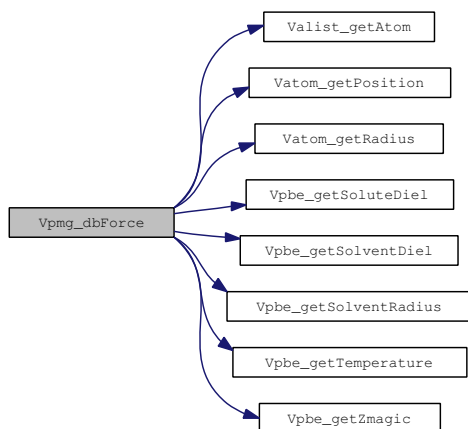 Valist_getAtom
Vatom_getPosition
Vatom_getRadius
Vpbe_getSoluteDiel
Vpmg_dbForce
Vpbe_getSolventDiel
Vpbe_getSolventRadius
Vpbe_getTemperature
Vpbe_getZmagic